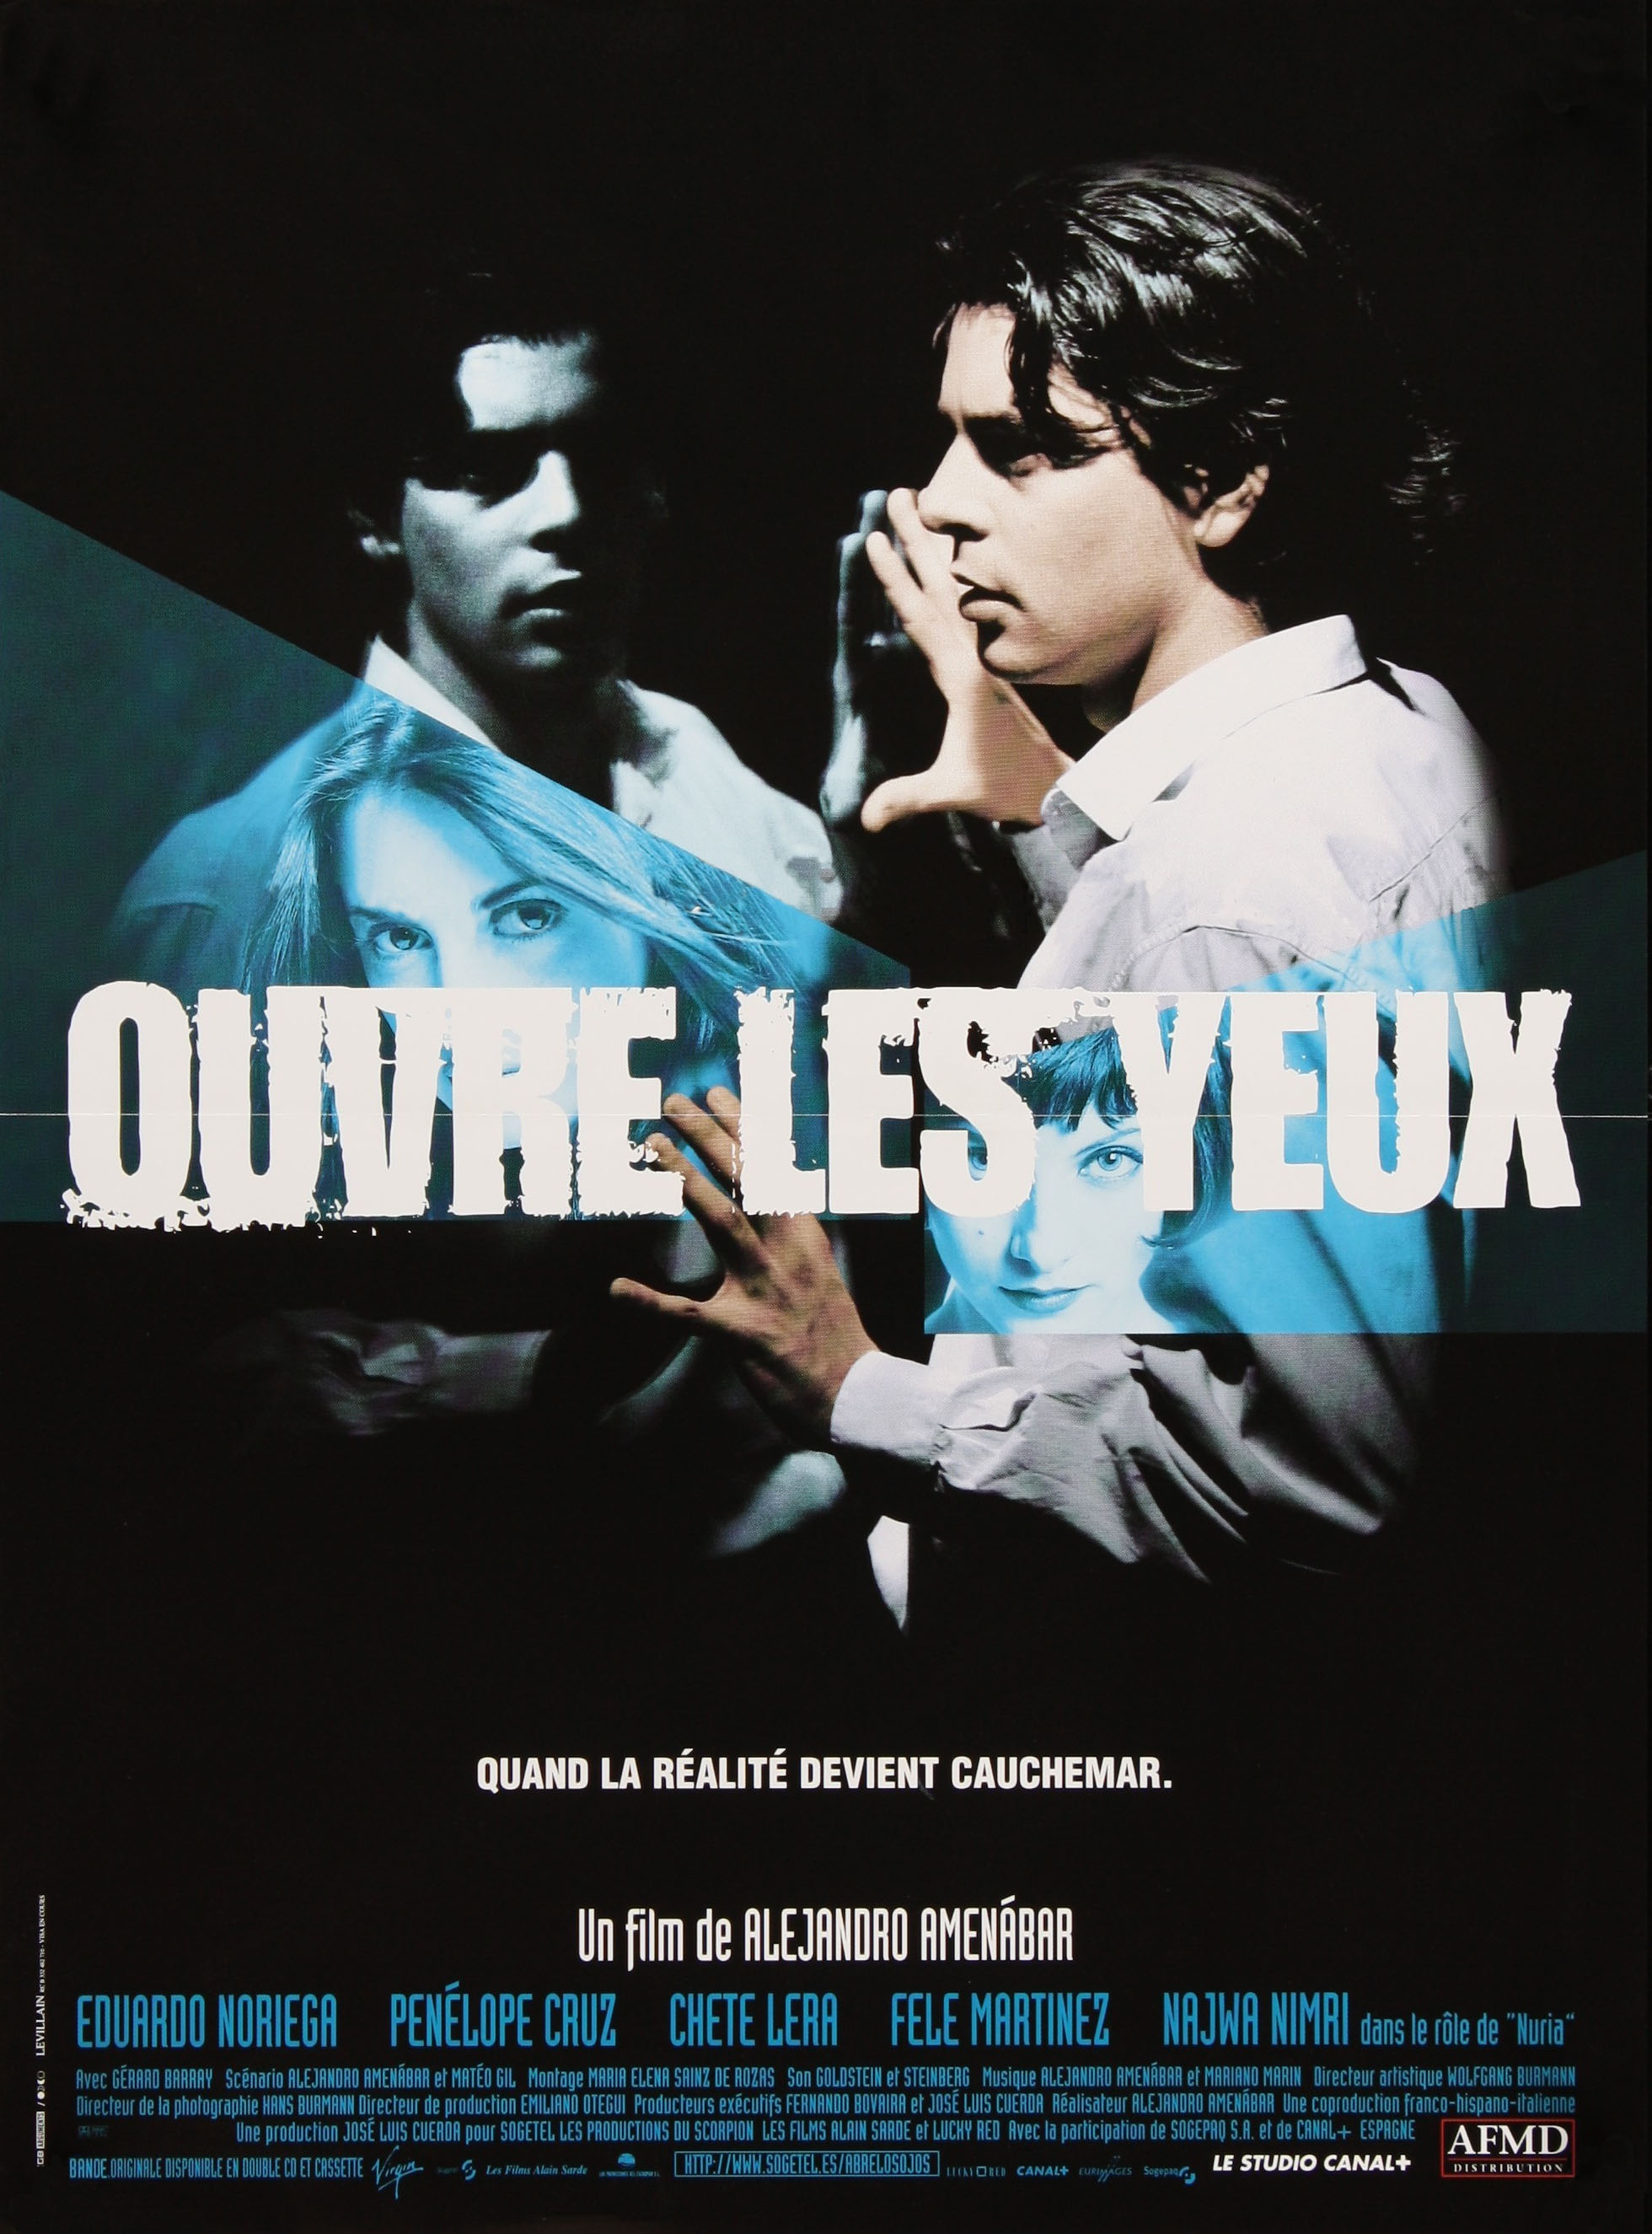 OUVRE LES YEUX
QUAND LA RÉALITÉ DEVIENT CAUCHEMAR.
Un film de ALEJANDRO AMENÁBAR
EDUARDO NORIEGA PENÉLOPE CRUZ CHETE LERA FELE MARTINEZ NAJWA NIMRI dans le rôle de "Nuria"
Avec GÉRARD BARRAY Scénario ALEJANDRO AMENÁBAR et MATÉO GIL Montage MARIA ELENA SAINZ DE ROZAS Son GOLDSTEIN et STEINBERG Musique ALEJANDRO AMENÁBAR et MARIANO MARIN Directeur artistique WOLFGANG BURMANN
Directeur de la photographie HANS BURMANN Directeur de production EMILIANO OTEGUI Producteurs exécutifs FERNANDO BOVAIRA et JOSÉ LUIS CUERDA Réalisateur ALEJANDRO AMENÁBAR Une coproduction franco-hispano-italienne
Une production JOSÉ LUIS CUERDA pour SOGETEL LES PRODUCTIONS DU SCORPION LES FILMS ALAIN SARDE et LUCKY RED Avec la participation de SOGEPAQ S.A. et de CANAL+ ESPAGNE
BANDE ORIGINALE DISPONIBLE EN DOUBLE CD ET CASSETTE Virgin Les Films Alain Sarde HTTP://WWW.SOGETEL.ES/ABRELOSOJOS LUCKY RED CANAL+ EURIMAGES Sogepaq LE STUDIO CANAL+
AFMD
DISTRIBUTION
LEVILLAIN